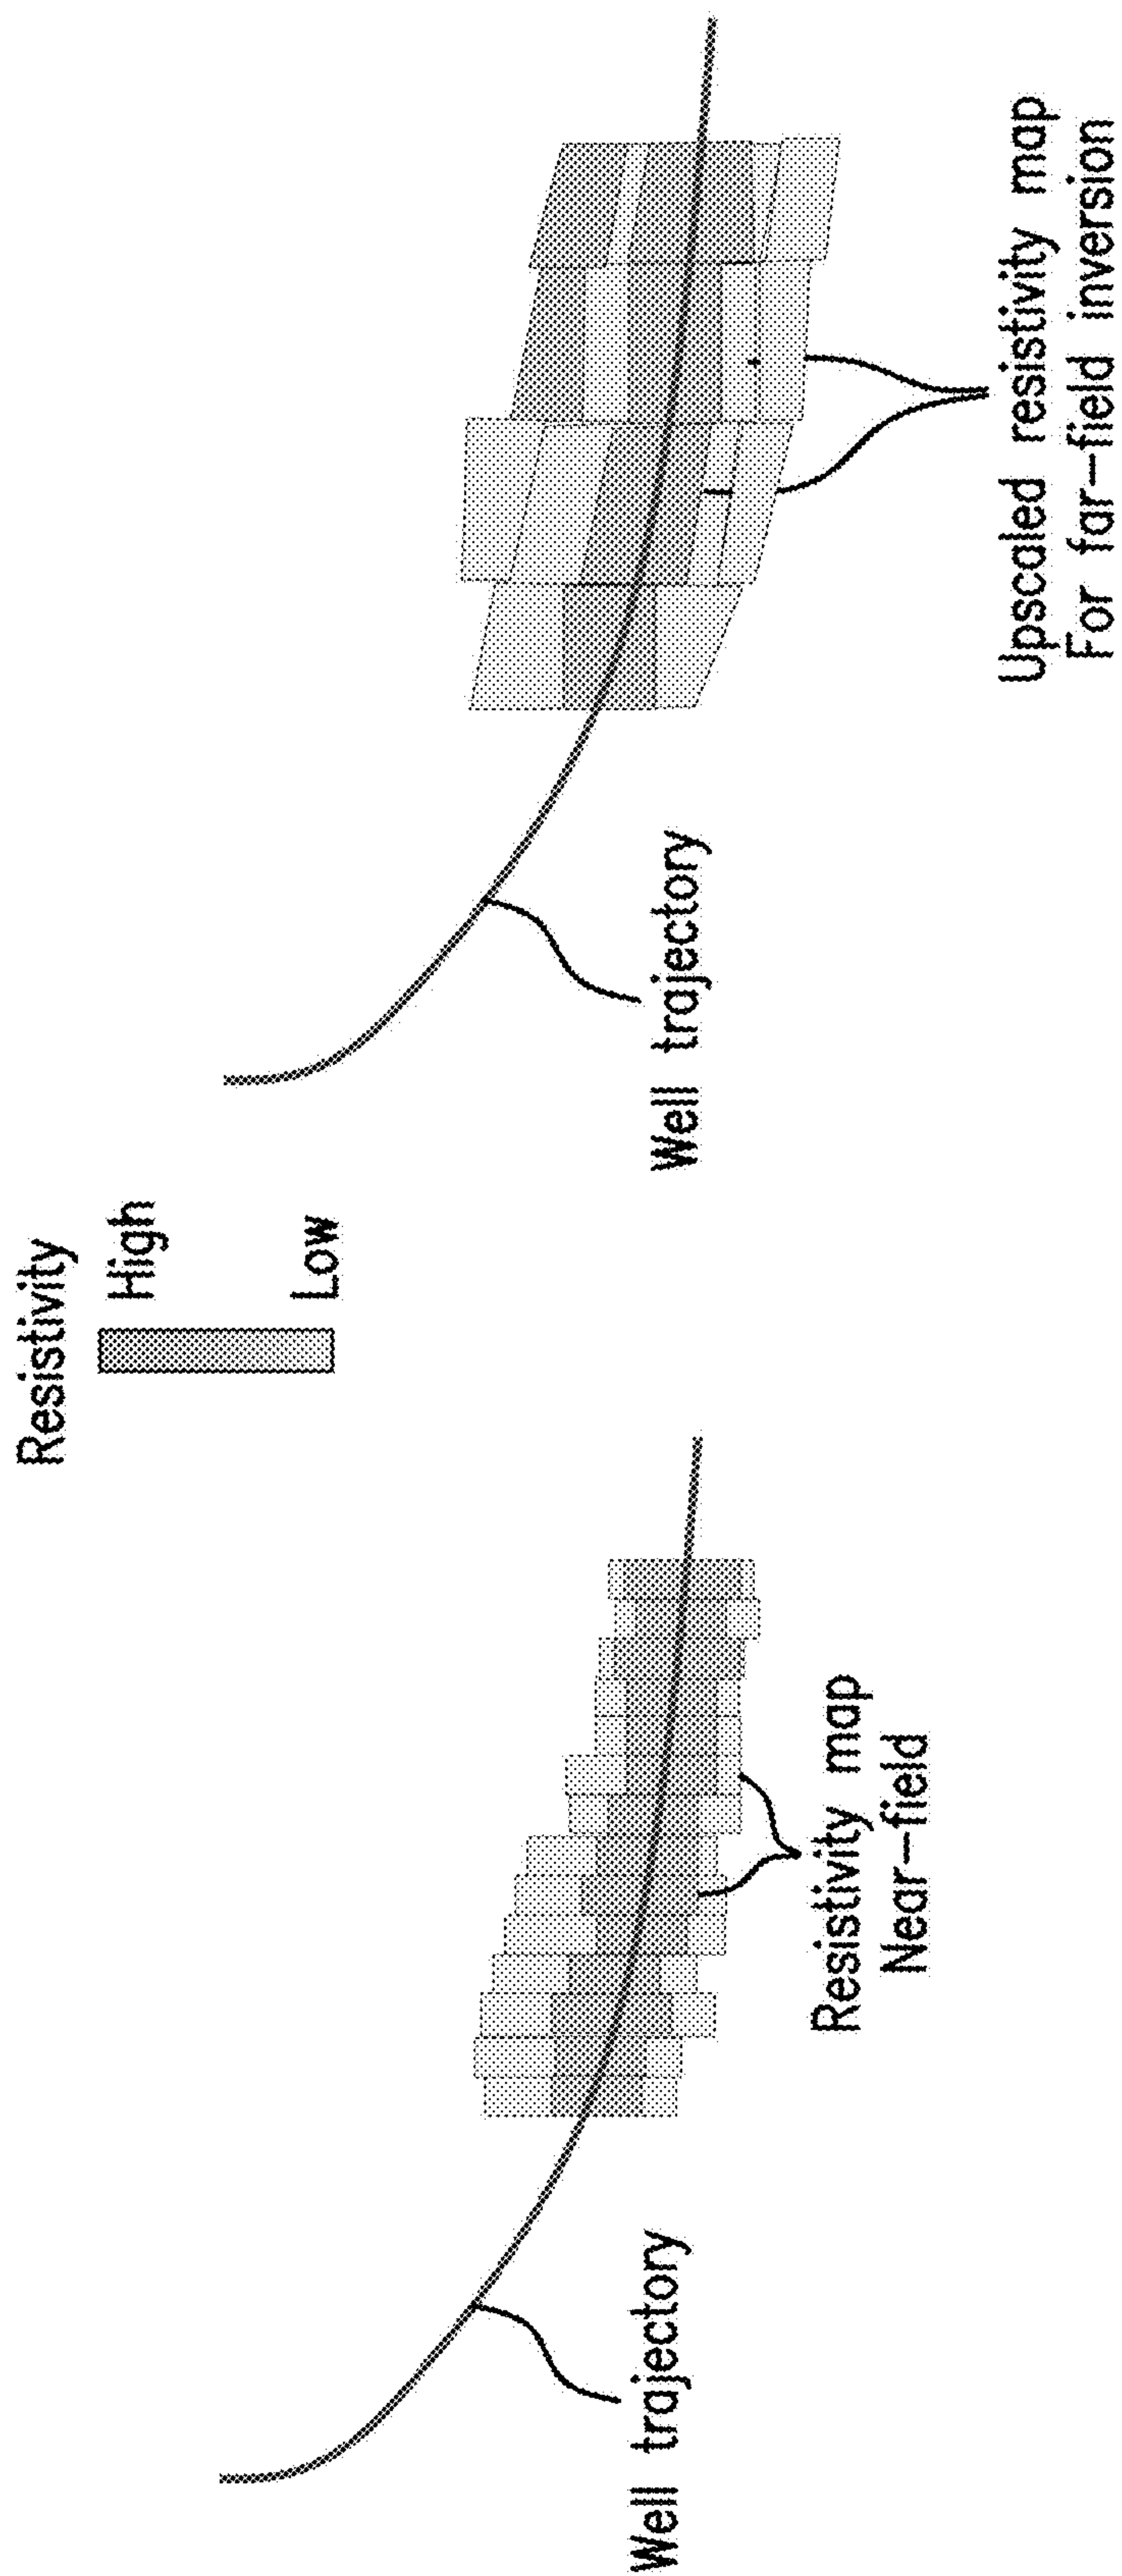 Resistivity
High
Low
Well trajectory
Resistivity map
Near-field
Well trajectory
Upscaled resistivity map
For far-field inversion